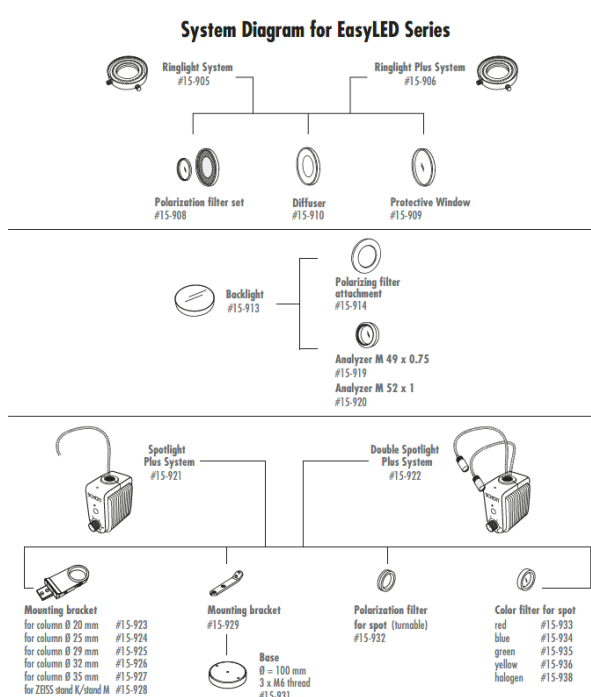 System Diagram for EasyLED Series
Ringlight System
#15-905
Ringlight Plus System
#15-906
Polarization filter set
#15-908
Diffuser
#15-910
Protective Window
#15-909
Backlight
#15-913
Polarizing filter
attachment
#15-914
Analyzer M 49 x 0.75
#15-919
Analyzer M 52 x 1
#15-920
Spotlight
Plus System
#15-921
Double Spotlight
Plus System
#15-922
SCHOTT
SCHOTT
Mounting bracket
for column Ø 20 mm #15-923
for column Ø 25 mm #15-924
for column Ø 29 mm #15-925
for column Ø 32 mm #15-926
for column Ø 35 mm #15-927
for ZEISS stand K/stand M #15-928
Mounting bracket
#15-929
Base
Ø = 100 mm
3 x M6 thread
#15-931
Polarization filter
for spot (turnable)
#15-932
Color filter for spot
red #15-933
blue #15-934
green #15-935
yellow #15-936
halogen #15-938